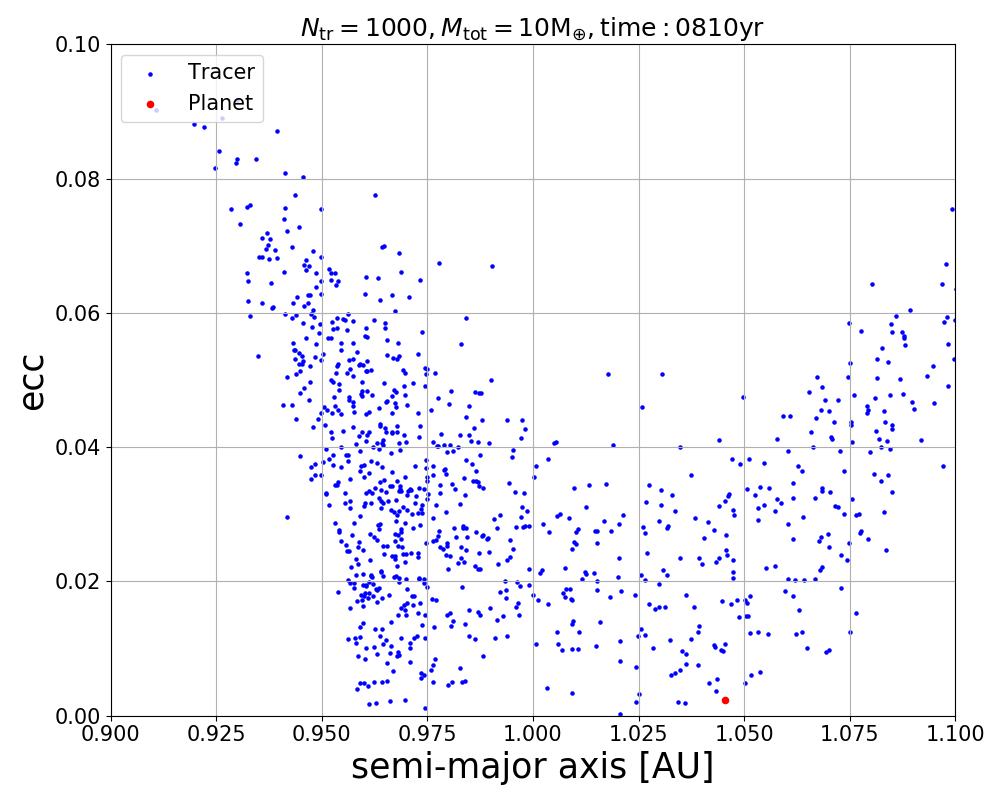 N_tr = 1000, M_tot = 10M_⊕, time : 0810yr
0.10
Tracer
Planet
0.08
0.06
ecc
0.04
0.02
0.00
0.900 0.925 0.950 0.975 1.000 1.025 1.050 1.075 1.100
semi-major axis [AU]